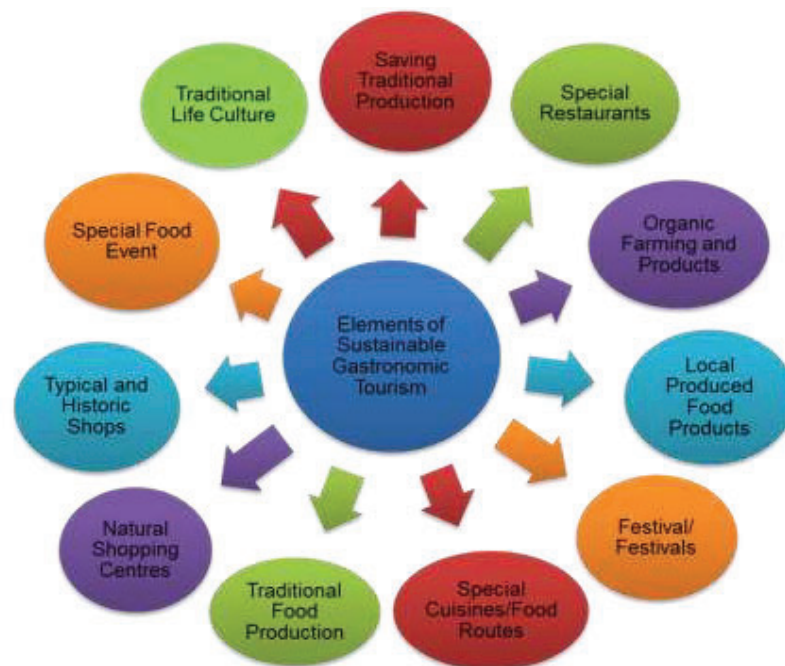 Saving
Traditional
Production
Special
Restaurants
Organic
Farming and
Products
Local
Produced
Food
Products
Festival/
Festivals
Special
Cuisines/Food
Routes
Traditional
Food
Production
Natural
Shopping
Centres
Typical and
Historic
Shops
Special Food
Event
Traditional
Life Culture
Elements of
Sustainable
Gastronomic
Tourism